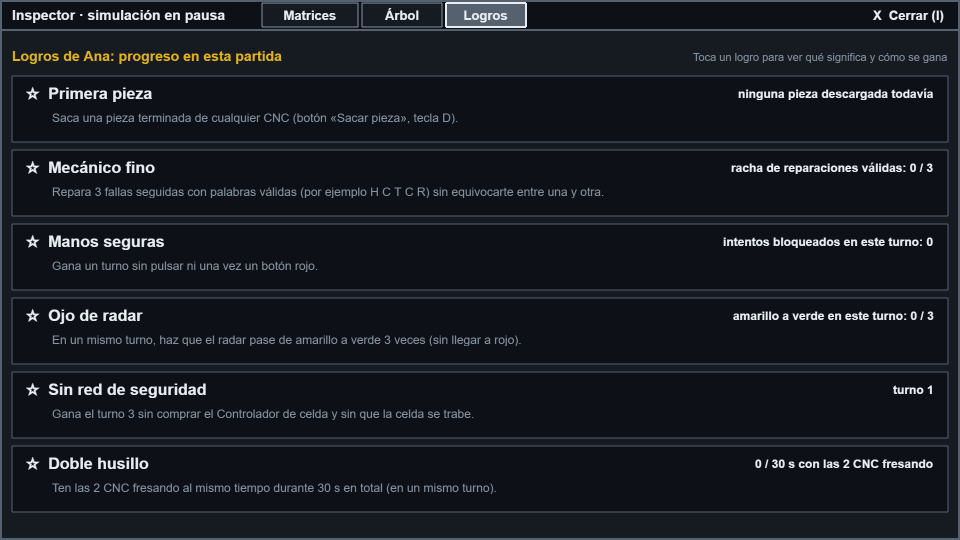 Inspector · simulación en pausa
Matrices
Árbol
Logros
X Cerrar (I)
Logros de Ana: progreso en esta partida
Toca un logro para ver qué significa y cómo se gana
☆ Primera pieza
ninguna pieza descargada todavía
Saca una pieza terminada de cualquier CNC (botón «Sacar pieza», tecla D).
☆ Mecánico fino
racha de reparaciones válidas: 0 / 3
Repara 3 fallas seguidas con palabras válidas (por ejemplo H C T C R) sin equivocarte entre una y otra.
☆ Manos seguras
intentos bloqueados en este turno: 0
Gana un turno sin pulsar ni una vez un botón rojo.
☆ Ojo de radar
amarillo a verde en este turno: 0 / 3
En un mismo turno, haz que el radar pase de amarillo a verde 3 veces (sin llegar a rojo).
☆ Sin red de seguridad
turno 1
Gana el turno 3 sin comprar el Controlador de celda y sin que la celda se trabe.
☆ Doble husillo
0 / 30 s con las 2 CNC fresando
Ten las 2 CNC fresando al mismo tiempo durante 30 s en total (en un mismo turno).